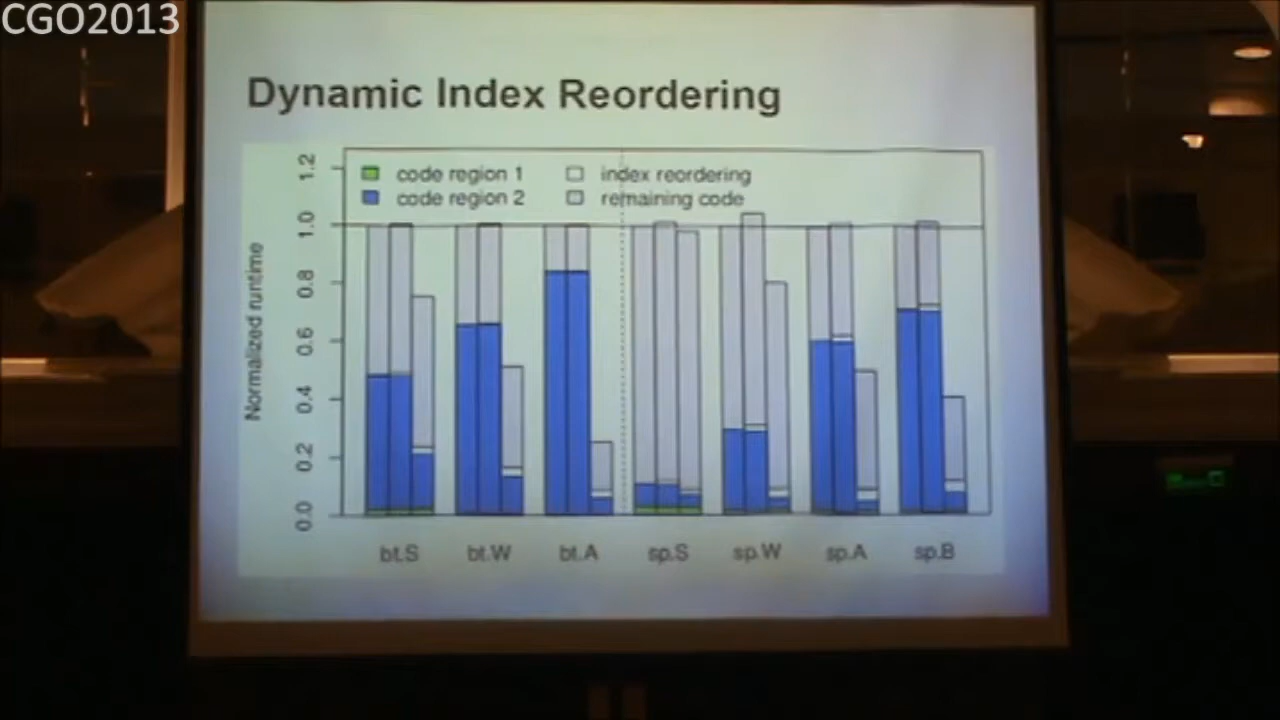 CGO2013
Dynamic Index Reordering
code region 1
index reordering
code region 2
remaining code
Normalized runtime
1.2
1.0
0.8
0.6
0.4
0.2
0.0
bt.S
bt.W
bt.A
sp.S
sp.W
sp.A
sp.B